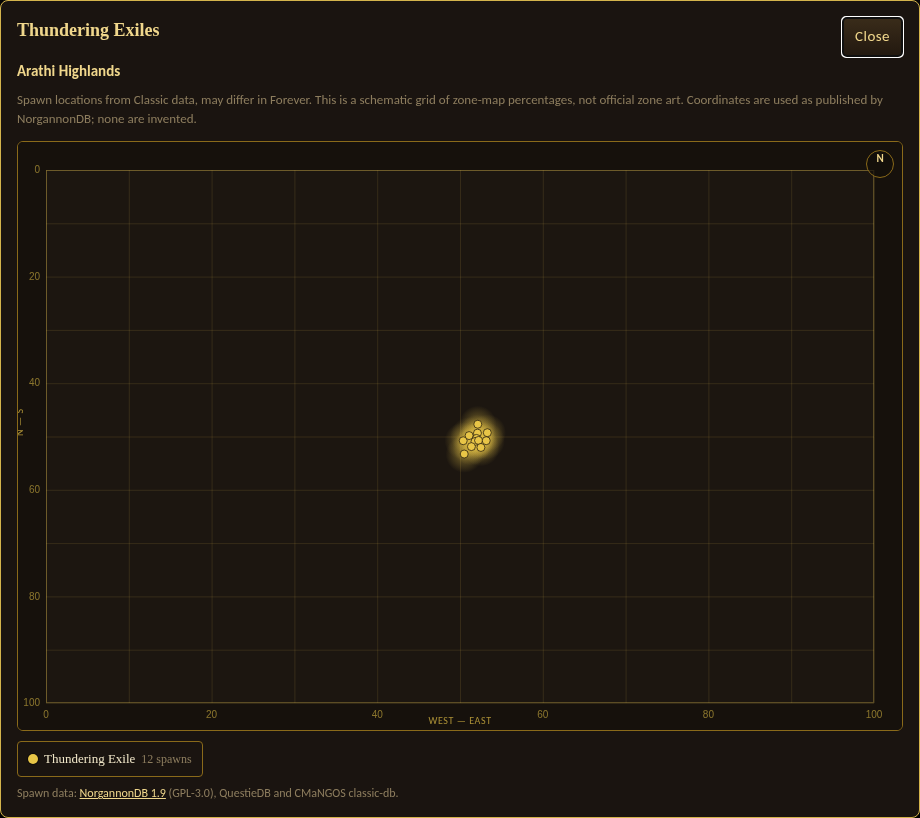 Thundering Exiles
Close
Arathi Highlands
Spawn locations from Classic data, may differ in Forever. This is a schematic grid of zone-map percentages, not official zone art. Coordinates are used as published by
NorgannonDB; none are invented.
N
0
20
40
N — S
60
80
100
0 20 40 60 80 100
WEST — EAST
Thundering Exile 12 spawns
Spawn data: NorgannonDB 1.9 (GPL-3.0), QuestieDB and CMaNGOS classic-db.